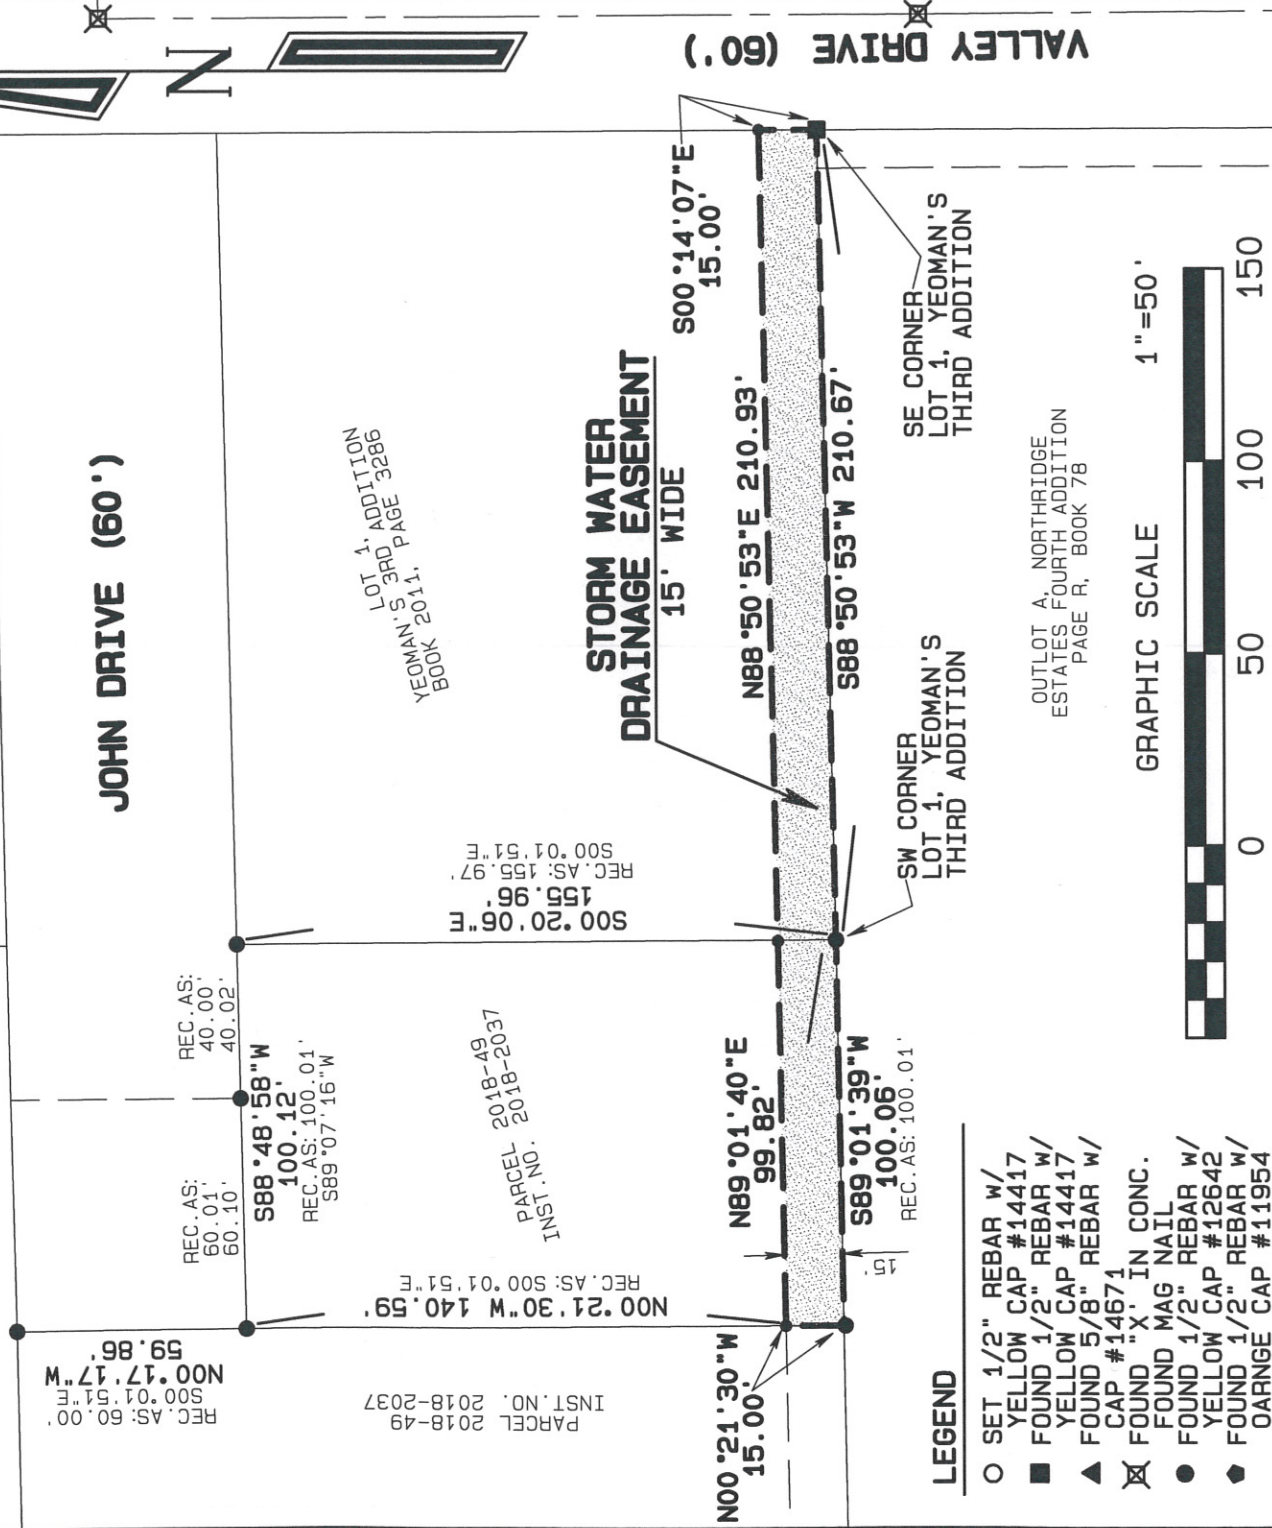 N
VALLEY DRIVE (60')
JOHN DRIVE (60')
LOT 1,
YEOMAN'S 3RD ADDITION
BOOK 2011, PAGE 3286
STORM WATER
DRAINAGE EASEMENT
15' WIDE
S00°14'07"E
15.00'
N88°50'53"E 210.93'
S88°50'53"W 210.67'
SE CORNER
LOT 1, YEOMAN'S
THIRD ADDITION
SW CORNER
LOT 1, YEOMAN'S
THIRD ADDITION
S00°20'06"E
155.96'
REC.AS: 155.97'
S00°01'51"E
REC.AS:
40.00'
40.02'
REC.AS:
60.01'
60.10'
S88°48'58"W
100.12'
REC.AS: 100.01'
S89°07'16"W
PARCEL 2018-49
INST.NO. 2018-2037
N89°01'40"E
99.82'
S89°01'39"W
100.06'
REC.AS: 100.01'
15'
N00°21'30"W 140.59'
REC.AS: S00°01'51"E
N00°17'17"W
59.86'
REC.AS: 60.00'
S00°01'51"E
PARCEL 2018-49
INST.NO. 2018-2037
N00°21'30"W
15.00'
OUTLOT A, NORTHRIDGE
ESTATES FOURTH ADDITION
PAGE R, BOOK 78
GRAPHIC SCALE 1"=50'
0 50 100 150
LEGEND
SET 1/2" REBAR W/
YELLOW CAP #14417
FOUND 1/2" REBAR W/
YELLOW CAP #14417
FOUND 5/8" REBAR W/
CAP #14671
FOUND "X" IN CONC.
FOUND MAG NAIL
FOUND 1/2" REBAR W/
YELLOW CAP #12642
FOUND 1/2" REBAR W/
OARNGE CAP #11954